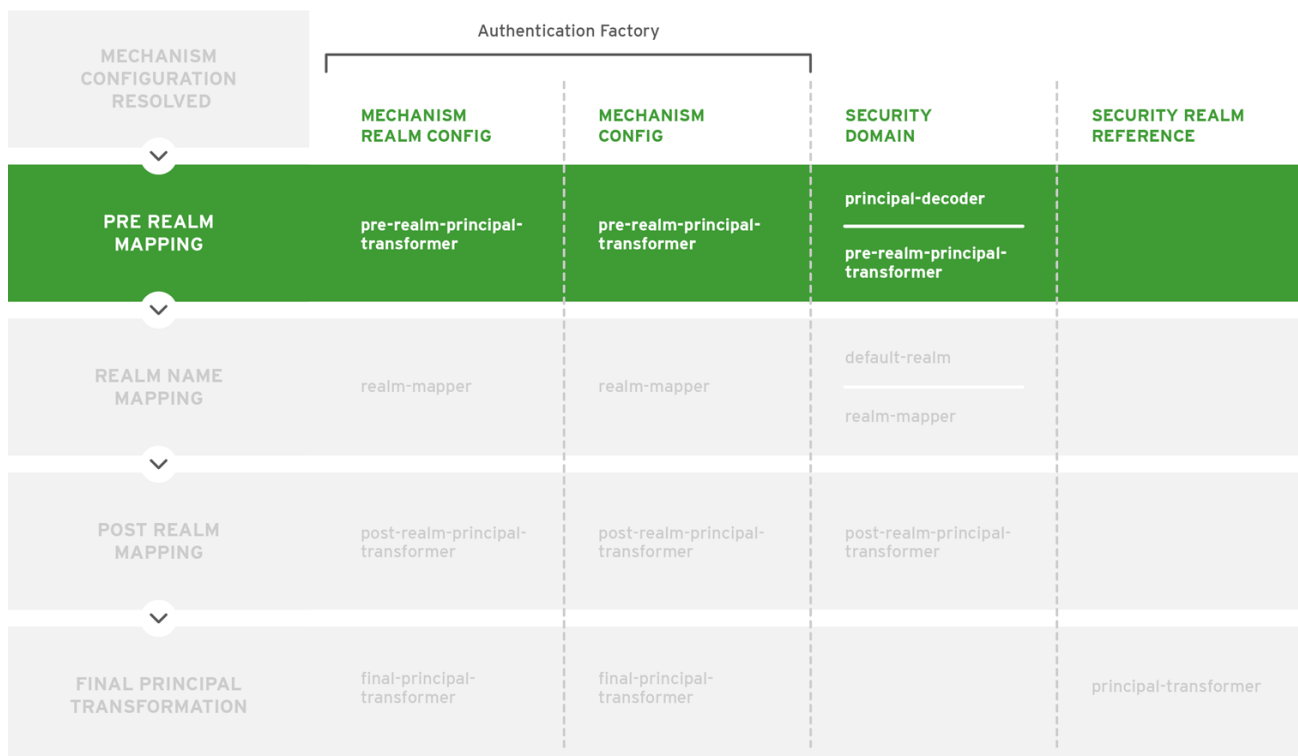 Authentication Factory
MECHANISM
CONFIGURATION
RESOLVED
MECHANISM
REALM CONFIG
MECHANISM
CONFIG
SECURITY
DOMAIN
SECURITY REALM
REFERENCE
PRE REALM
MAPPING
pre-realm-principal-
transformer
pre-realm-principal-
transformer
principal-decoder
pre-realm-principal-
transformer
REALM NAME
MAPPING
realm-mapper
realm-mapper
default-realm
realm-mapper
POST REALM
MAPPING
post-realm-principal-
transformer
post-realm-principal-
transformer
post-realm-principal-
transformer
FINAL PRINCIPAL
TRANSFORMATION
final-principal-
transformer
final-principal-
transformer
principal-transformer